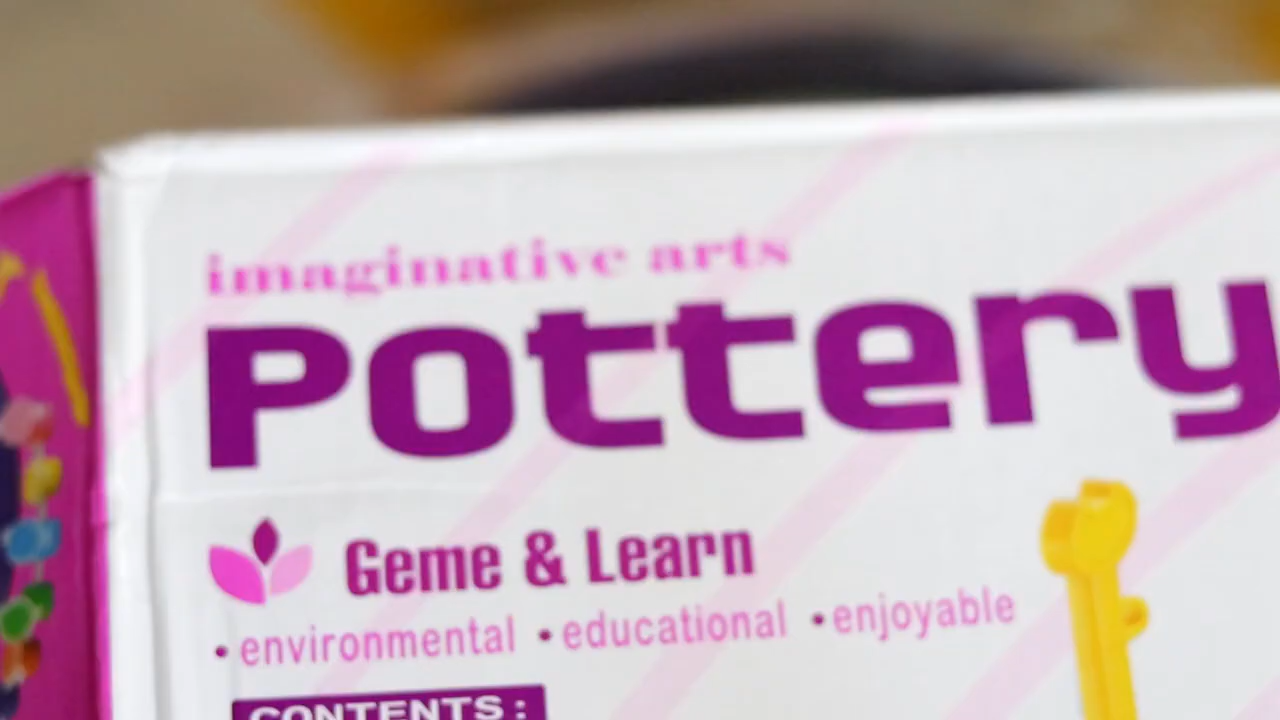 imaginative arts
Pottery
Geme & Learn
•environmental •educational •enjoyable
CONTENTS: